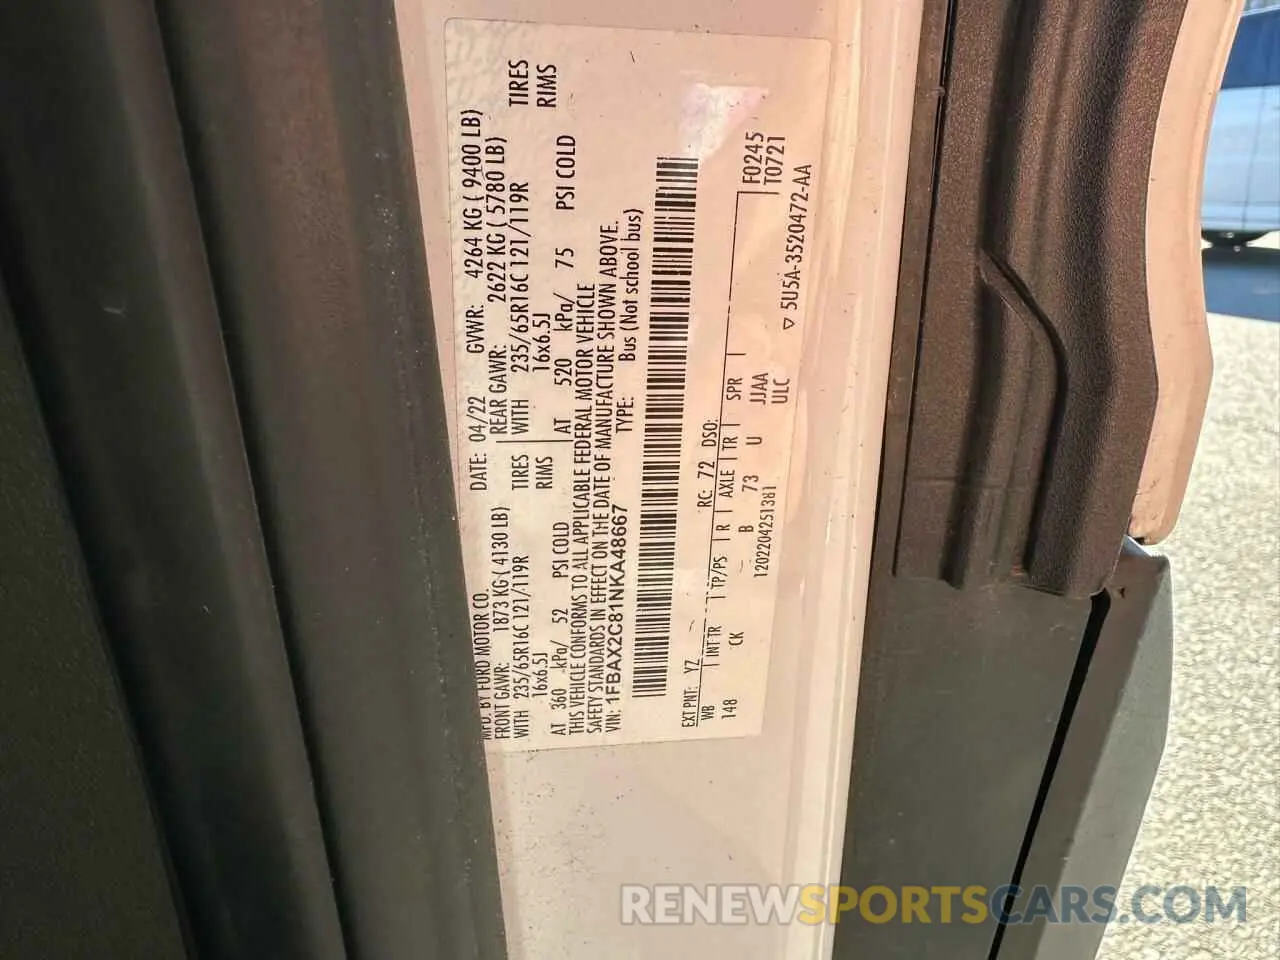 MFD. BY FORD MOTOR CO.
DATE: 04/22 GVWR: 4264 KG ( 9400 LB)
FRONT GAWR: 1873 KG ( 4130 LB)
REAR GAWR: 2622 KG ( 5780 LB)
WITH 235/65R16C 121/119R TIRES
WITH 235/65R16C 121/119R TIRES
16x6.5J RIMS
16x6.5J RIMS
AT 360 kPa/ 52 PSI COLD
AT 520 kPa/ 75 PSI COLD
THIS VEHICLE CONFORMS TO ALL APPLICABLE FEDERAL MOTOR VEHICLE
SAFETY STANDARDS IN EFFECT ON THE DATE OF MANUFACTURE SHOWN ABOVE.
VIN: 1FBAX2C81NKA48667
TYPE: Bus (Not school bus)
EXT PNT: YZ RC: 72 DSO: F0245
WB INT TR TP/PS R AXLE TR SPR T0721
148 CK - B 73 U JJAA
1202204251381 ULC
▽ 5U5A-3520472-AA
RENEWSPORTSCARS.COM